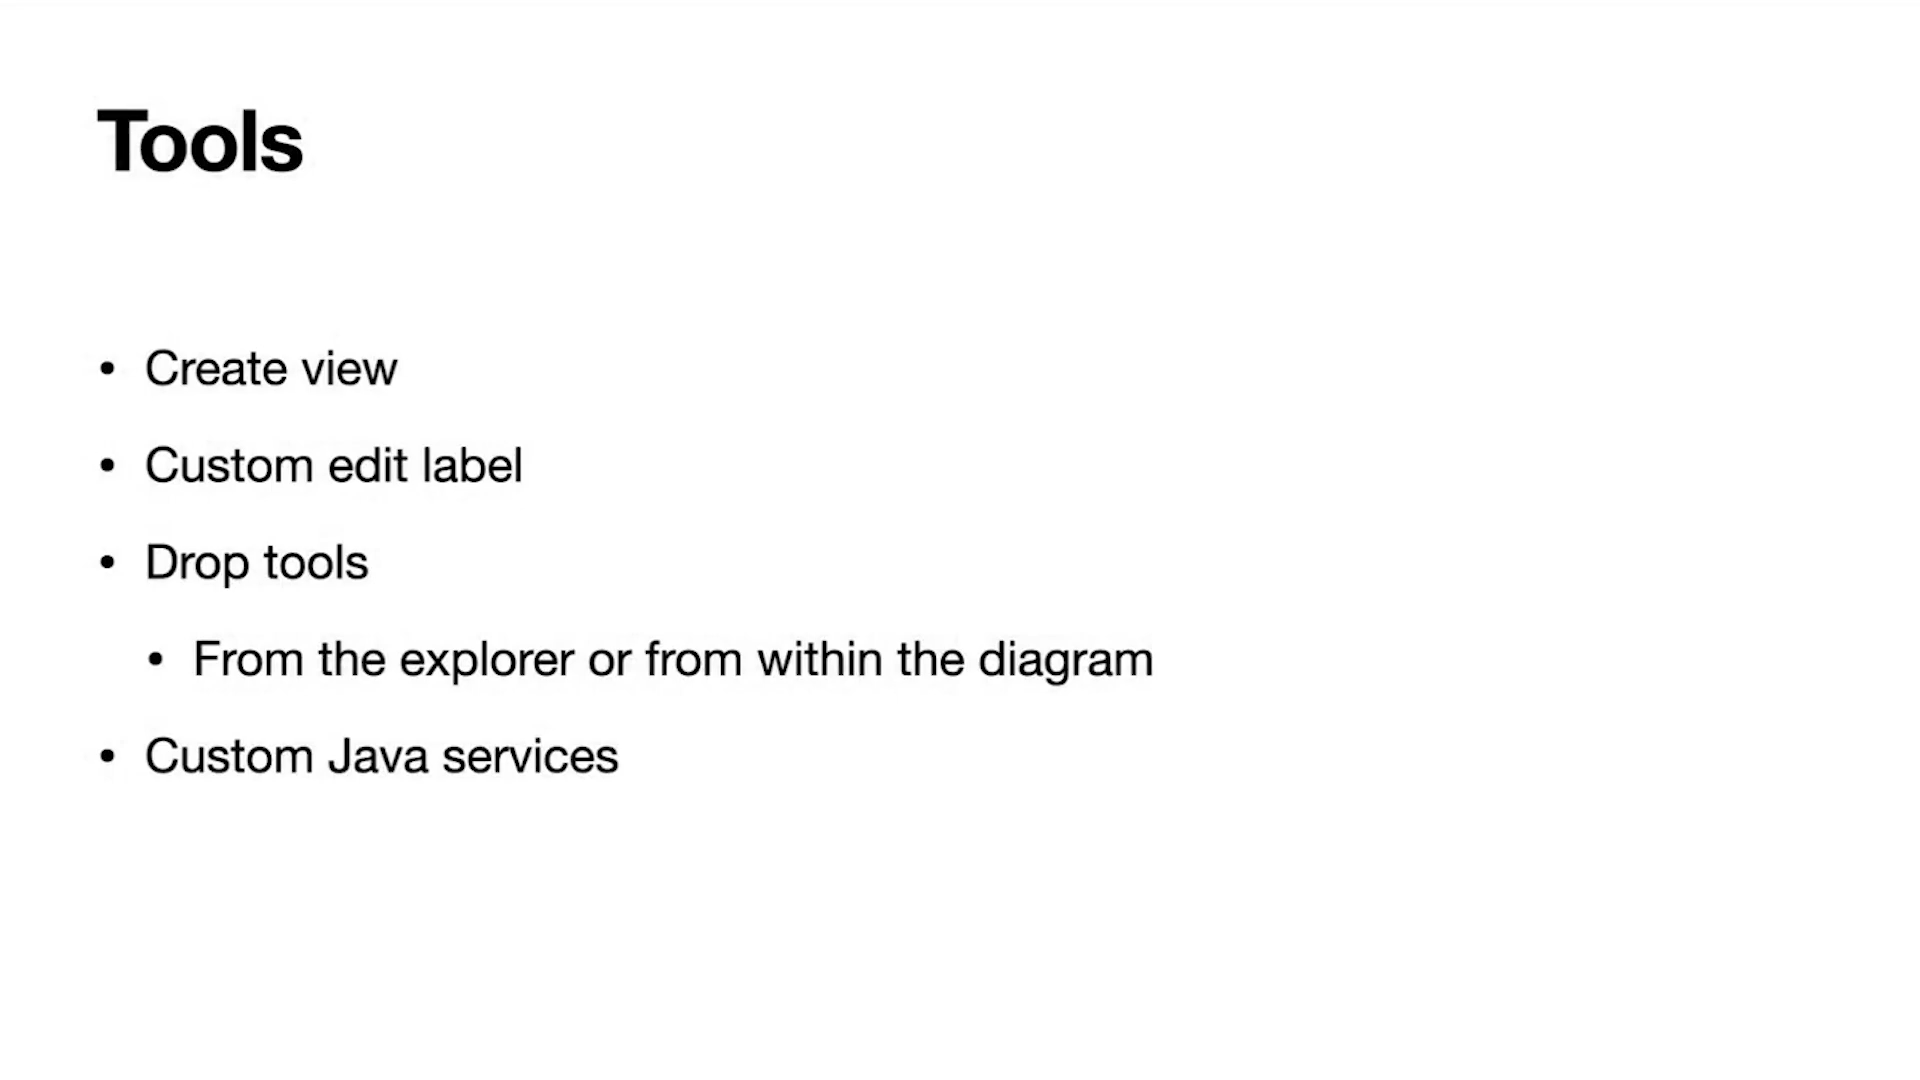 Tools
• Create view
• Custom edit label
• Drop tools
• From the explorer or from within the diagram
• Custom Java services